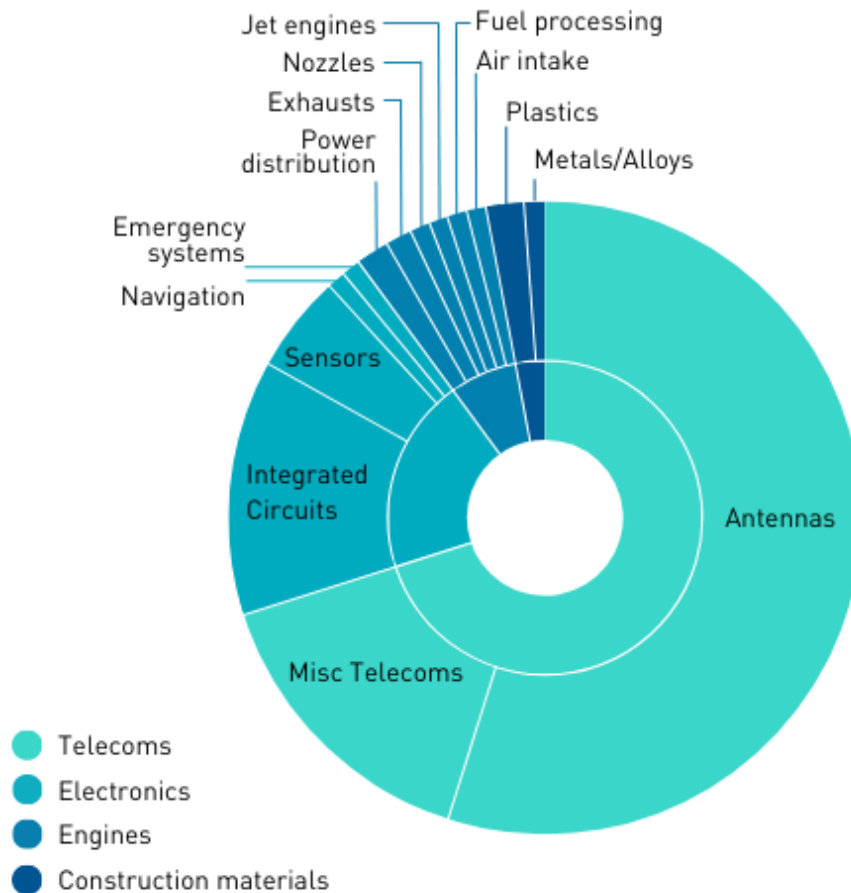 Jet engines
Fuel processing
Nozzles
Air intake
Exhausts
Plastics
Power
distribution
Metals/Alloys
Emergency
systems
Navigation
Sensors
Integrated
Circuits
Antennas
Misc Telecoms
Telecoms
Electronics
Engines
Construction materials